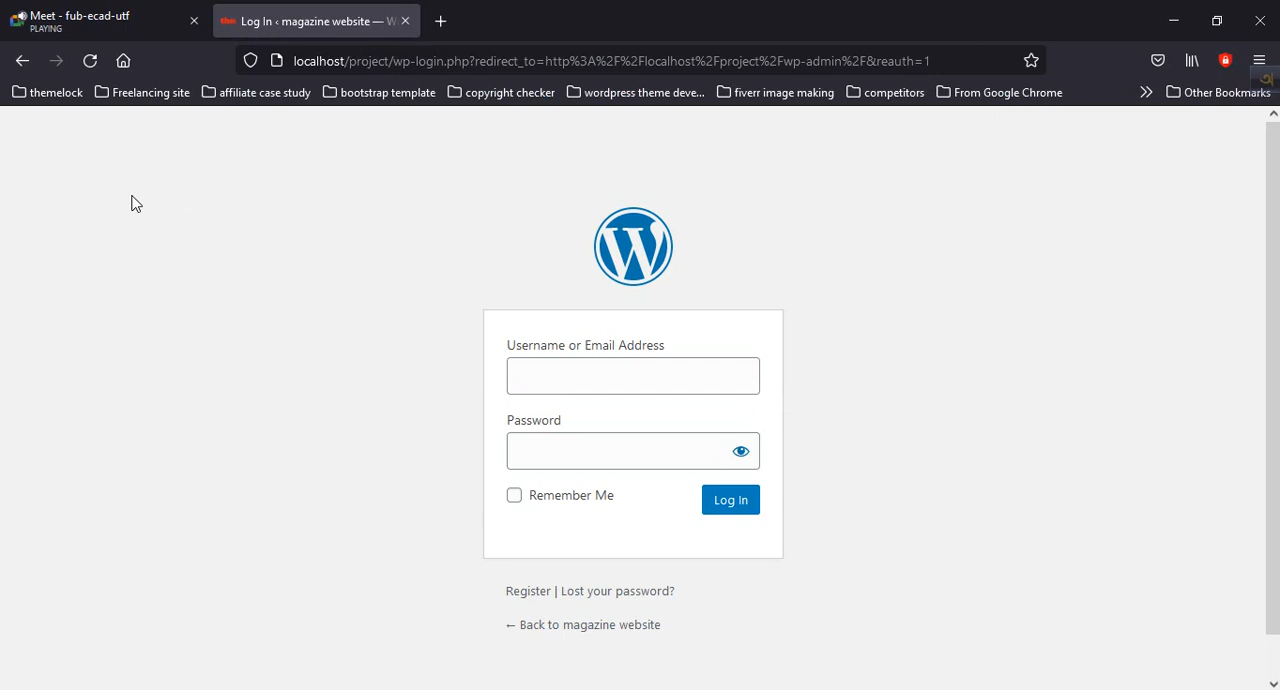 Meet - fub-ecad-utf
PLAYING
Log In ‹ magazine website — W
localhost/project/wp-login.php?redirect_to=http%3A%2F%2Flocalhost%2Fproject%2Fwp-admin%2F&reauth=1
themelock Freelancing site affiliate case study bootstrap template copyright checker wordpress theme deve... fiverr image making competitors From Google Chrome Other Bookmarks
Username or Email Address
Password
Remember Me Log In
Register | Lost your password?
← Back to magazine website